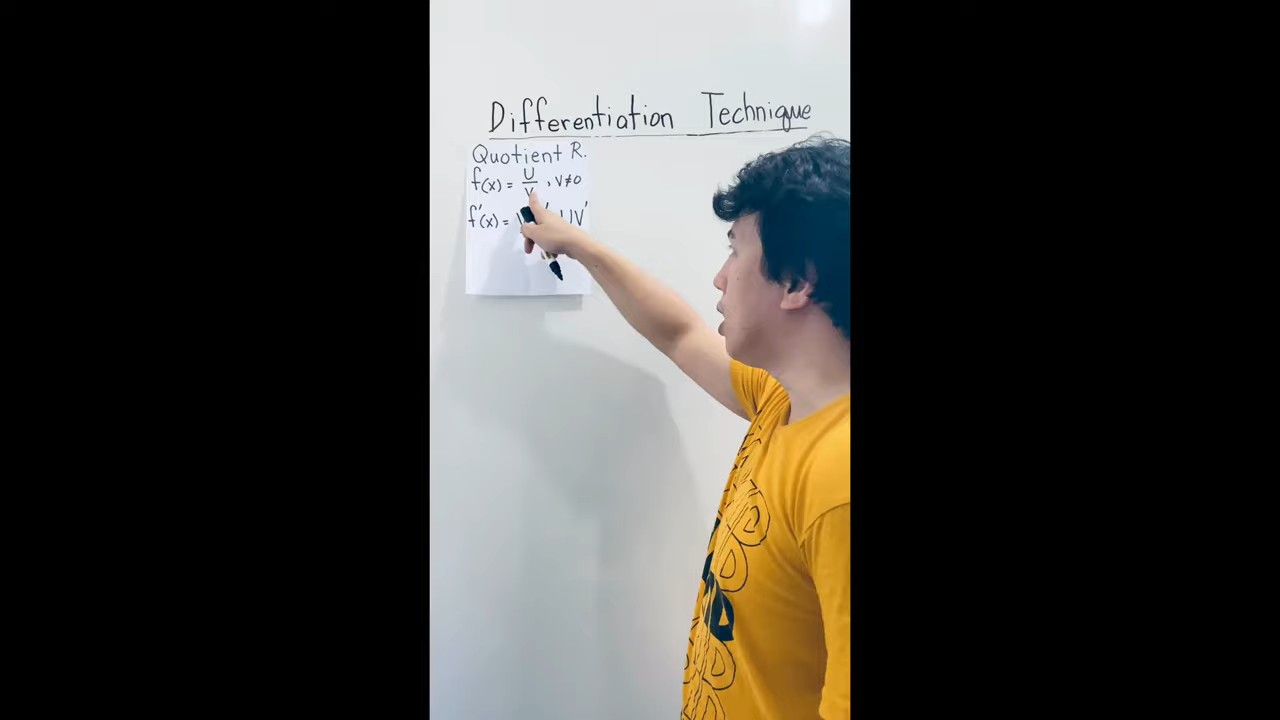 Differentiation Technique
Quotient R.
f(x) = U/V , V≠0
f'(x) = ' UV'